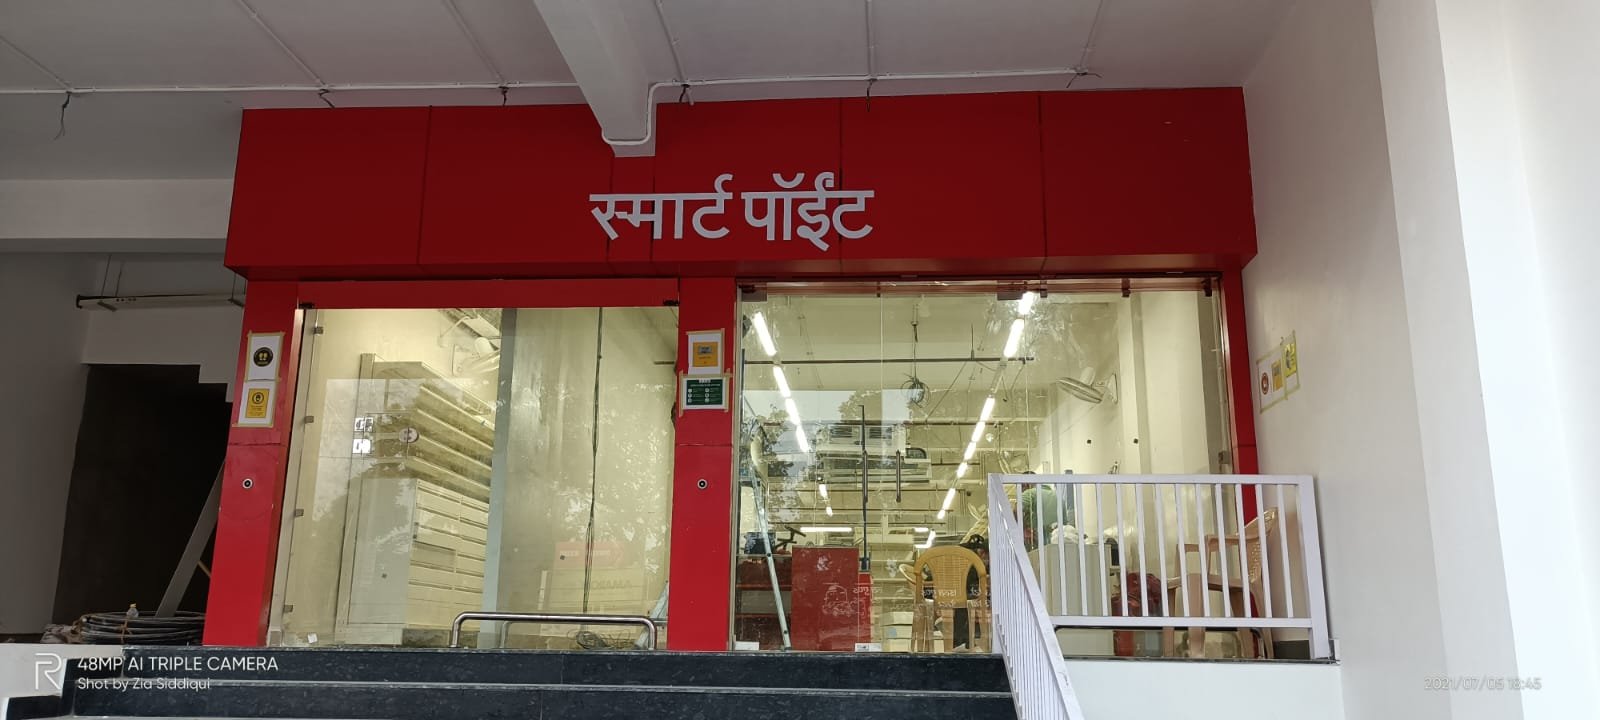 स्मार्ट पॉईंट
48MP AI TRIPLE CAMERA
Shot by Zia Siddiqui
2021/07/05 18:45